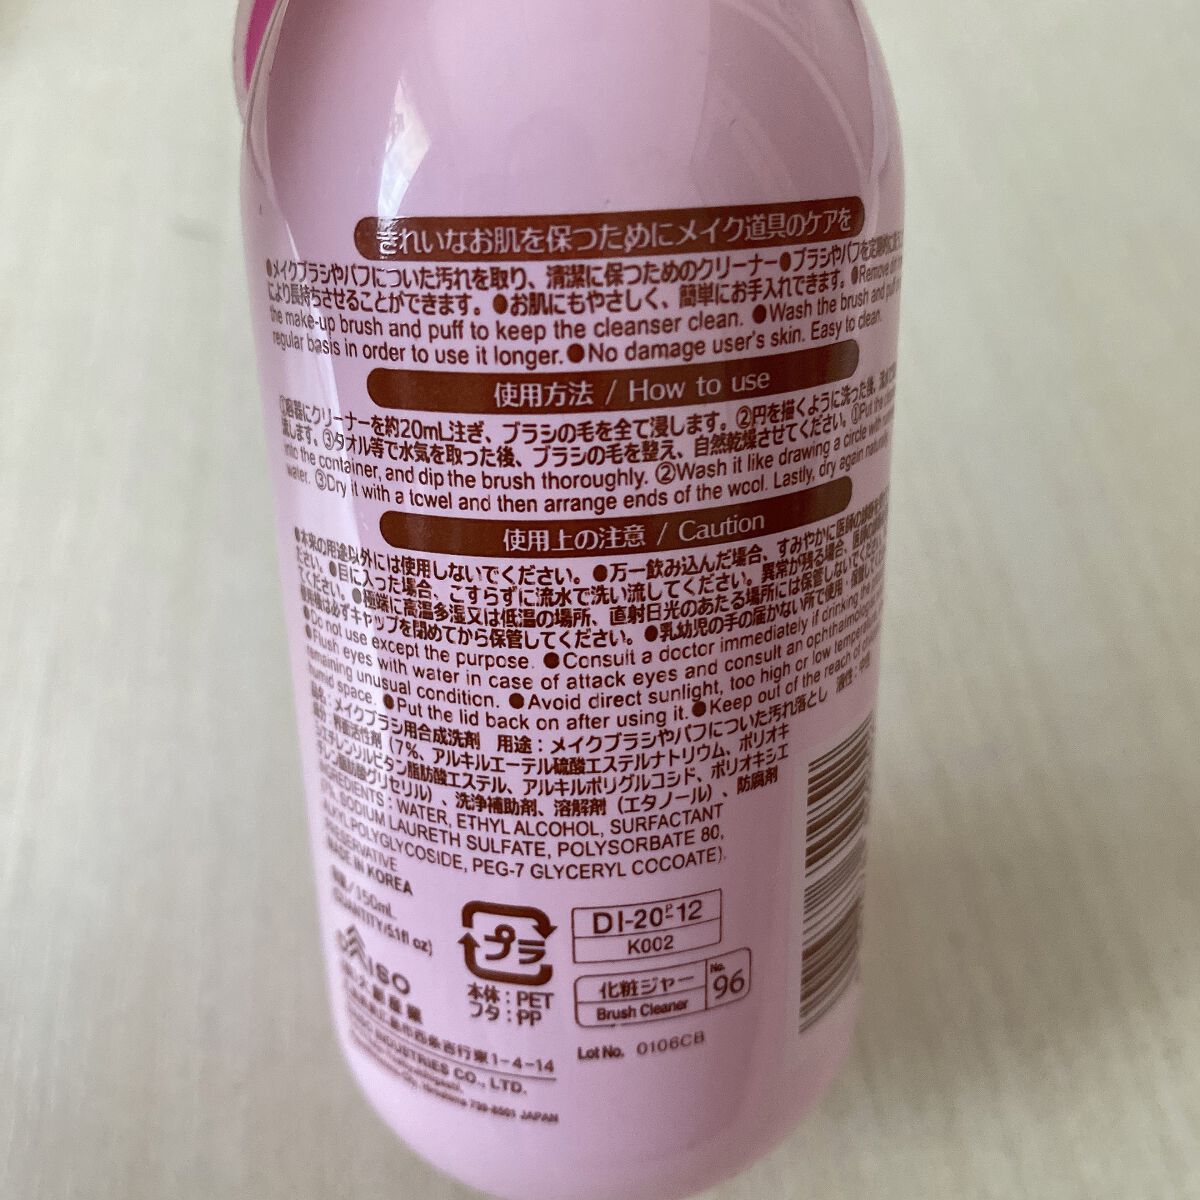 きれいなお肌を保つためにメイク道具のケアを
●メイクブラシやパフについた汚れを取り、清潔に保つためのクリーナー●ブラシやパフを定期的に
により長持ちさせることができます。●お肌にもやさしく、簡単にお手入れできます。●Remove
the make-up brush and puff to keep the cleanser clean. ●Wash the brush and puff
regular basis in order to use it longer.●No damage user's skin. Easy to clean.
使用方法 / How to use
①容器にクリーナーを約20mL注ぎ、ブラシの毛を全て浸します。②円を描くように洗った後、
します。③タオル等で水気を取った後、ブラシの毛を整え、自然乾燥させてください。①Put the
into the container, and dip the brush thoroughly. ②Wash it like drawing a circle with
water. ③Dry it with a towel and then arrange ends of the wool. Lastly, dry again
使用上の注意 / Caution
●本来の用途以外には使用しないでください。●万一飲み込んだ場合、すみやかに医師の
ださい。●目に入った場合、こすらずに流水で洗い流してください。異常が残る場合、
てください。●極端に高温多湿又は低温の場所、直射日光のあたる場所には保管しない
は必ずキャップを閉めてから保管してください。●乳幼児の手の届かない所で使用・保管
●Do not use except the purpose. ●Consult a doctor immediately if drinking the
●Flush eyes with water in case of attack eyes and consult an ophthalmologist
remaining unusual condition. ●Avoid direct sunlight, too high or low temperature
humid space. ●Put the lid back on after using it.●Keep out of the reach of
品名：メイクブラシ用合成洗剤 用途：メイクブラシやパフについた汚れ落とし 液性：中性
成分：界面活性剤（7%、アルキルエーテル硫酸エステルナトリウム、ポリオキ
シエチレンソルビタン脂肪酸エステル、アルキルポリグルコシド、ポリオキシエ
チレン脂肪酸グリセリル）、洗浄補助剤、溶解剤（エタノール）、防腐剤
INGREDIENTS : WATER, ETHYL ALCOHOL, SURFACTANT
SODIUM LAURETH SULFATE, POLYSORBATE 80,
POLYGLYCOSIDE, PEG-7 GLYCERYL COCOATE),
PRESERVATIVE
MADE IN KOREA
/150mL
QUANTITY(5.1fl oz)
DAISO
プラ
本体：PET
フタ：PP
DI-20 P-12
K002
化粧ジャー
Brush Cleaner
No.
96
Lot No. 0106CB
広島県東広島市西条吉行東1-4-14
INDUSTRIES CO., LTD.
Hiroshima 739-8501 JAPAN